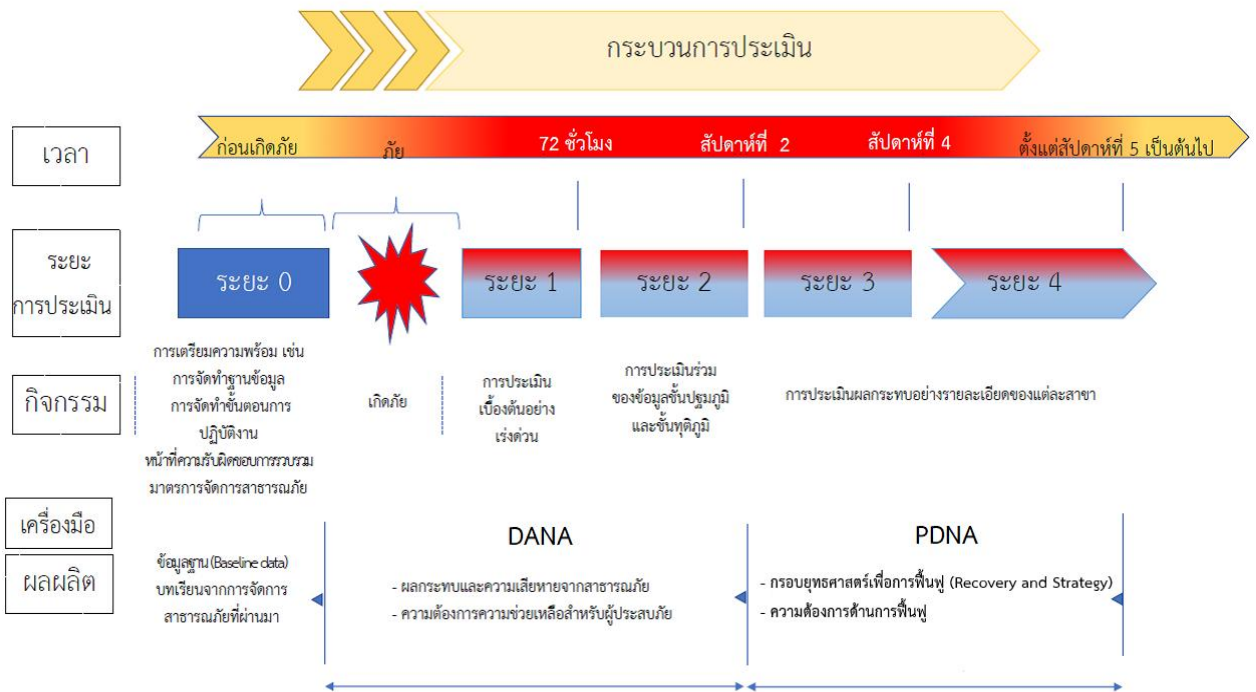 กระบวนการประเมิน
เวลา
ก่อนเกิดภัย
ภัย
72 ชั่วโมง
สัปดาห์ที่ 2
สัปดาห์ที่ 4
ตั้งแต่สัปดาห์ที่ 5 เป็นต้นไป
ระยะ
การประเมิน
ระยะ 0
ระยะ 1
ระยะ 2
ระยะ 3
ระยะ 4
กิจกรรม
การเตรียมความพร้อม เช่น
การจัดทำฐานข้อมูล
การจัดทำขั้นตอนการ
ปฏิบัติงาน
หน้าที่ความรับผิดชอบการรวบรวม
มาตรการจัดการสาธารณภัย
เกิดภัย
การประเมิน
เบื้องต้นอย่าง
เร่งด่วน
การประเมินร่วม
ของข้อมูลชั้นปฐมภูมิ
และชั้นทุติภูมิ
การประเมินผลกระทบอย่างรายละเอียดของแต่ละสาขา
เครื่องมือ
DANA
PDNA
ผลผลิต
ข้อมูลฐาน (Baseline data)
บทเรียนจากการจัดการ
สาธารณภัยที่ผ่านมา
- ผลกระทบและความเสียหายจากสาธารณภัย
- ความต้องการความช่วยเหลือสำหรับผู้ประสบภัย
- กรอบยุทธศาสตร์เพื่อการฟื้นฟู (Recovery and Strategy)
- ความต้องการด้านการฟื้นฟู